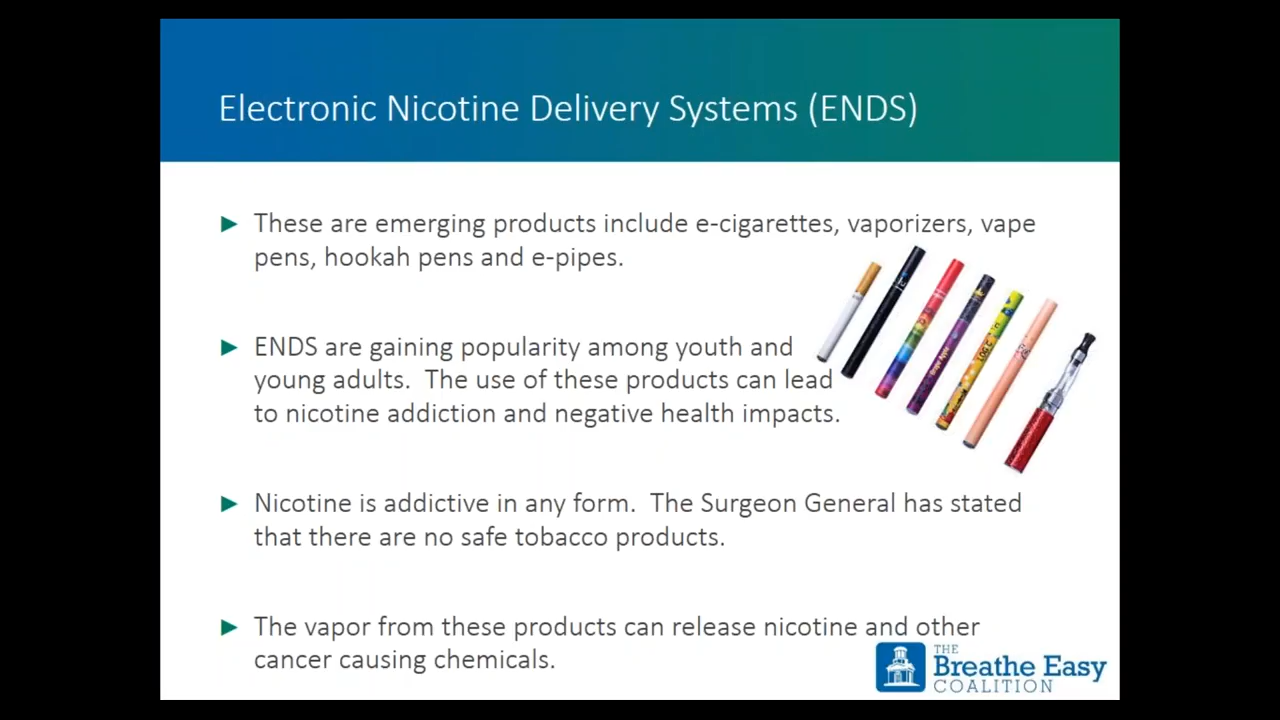 Electronic Nicotine Delivery Systems (ENDS)
These are emerging products include e-cigarettes, vaporizers, vape
pens, hookah pens and e-pipes.
ENDS are gaining popularity among youth and
young adults. The use of these products can lead
to nicotine addiction and negative health impacts.
Grape Apple
LOGIC
Nicotine is addictive in any form. The Surgeon General has stated
that there are no safe tobacco products.
The vapor from these products can release nicotine and other
cancer causing chemicals.
THE
Breathe Easy
COALITION